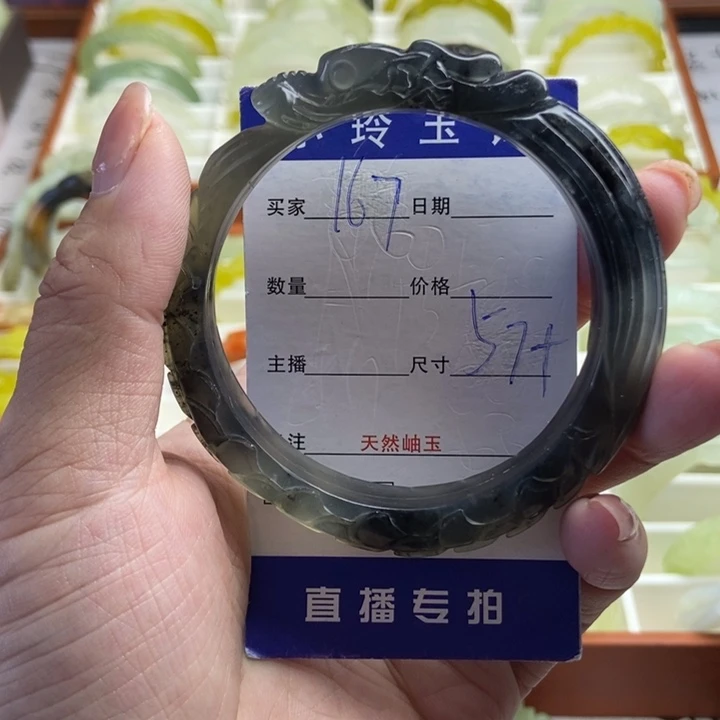 玲玉
买家 167 日期
数量 价格
主播 尺寸 57+
注 天然岫玉
直播专拍